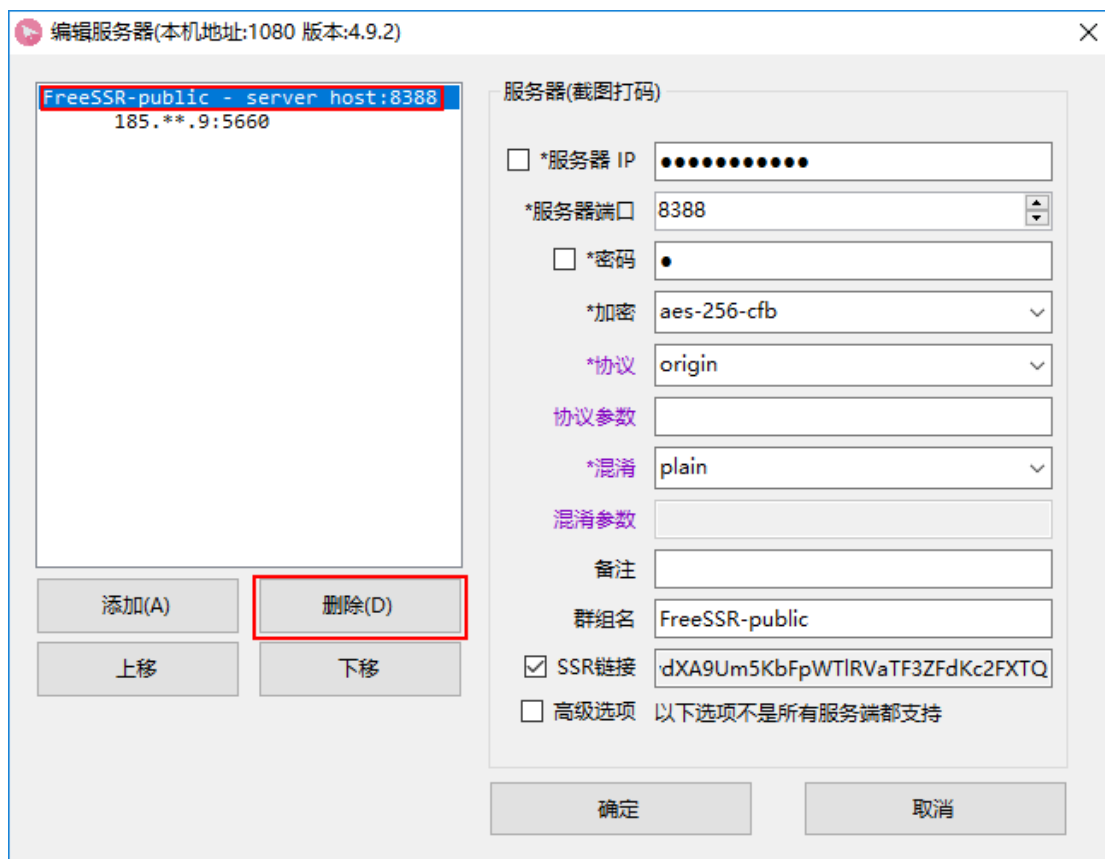 编辑服务器(本机地址:1080 版本:4.9.2)
FreeSSR-public - server host:8388
185.**.9:5660
添加(A)
删除(D)
上移
下移
服务器(截图打码)
*服务器 IP ●●●●●●●●●●●
*服务器端口 8388
*密码 ●
*加密 aes-256-cfb
*协议 origin
协议参数
*混淆 plain
混淆参数
备注
群组名 FreeSSR-public
SSR链接 dXA9Um5KbFpWTlRVaTF3ZFdKc2FXTQ
高级选项 以下选项不是所有服务端都支持
确定
取消